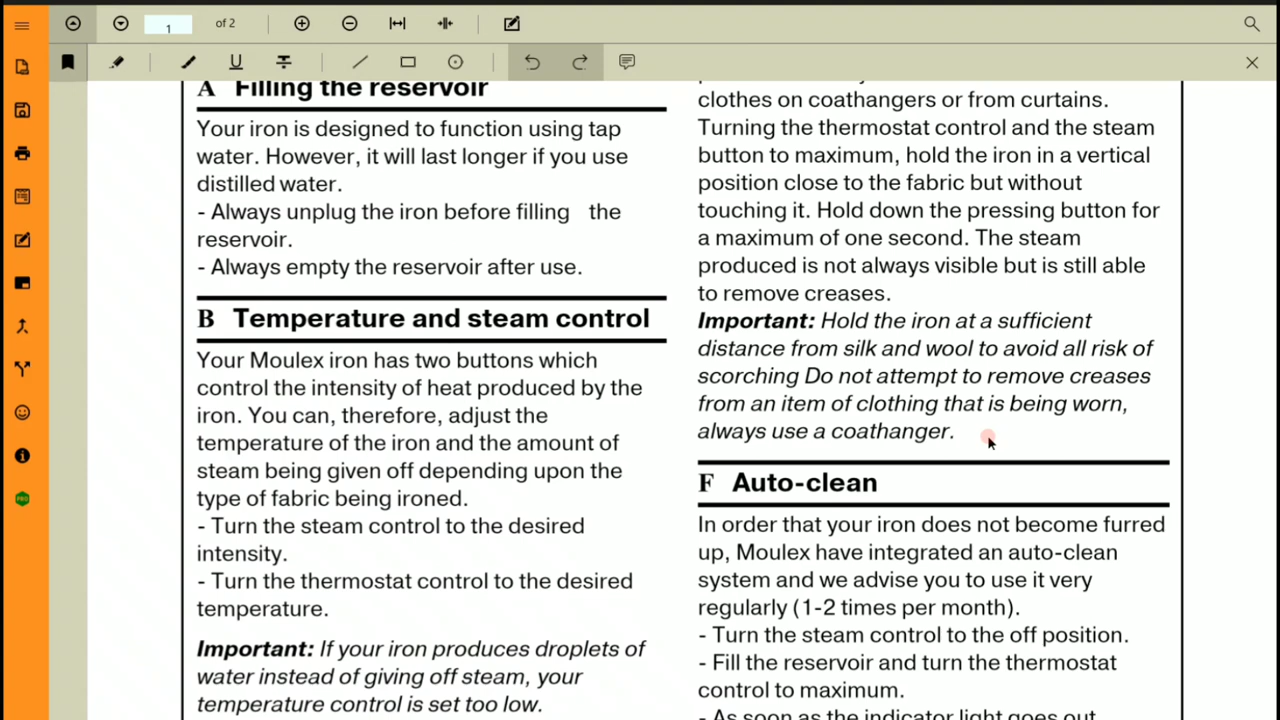 1 of 2
A Filling the reservoir
Your iron is designed to function using tap
water. However, it will last longer if you use
distilled water.
- Always unplug the iron before filling the
reservoir.
- Always empty the reservoir after use.
B Temperature and steam control
Your Moulex iron has two buttons which
control the intensity of heat produced by the
iron. You can, therefore, adjust the
temperature of the iron and the amount of
steam being given off depending upon the
type of fabric being ironed.
- Turn the steam control to the desired
intensity.
- Turn the thermostat control to the desired
temperature.
Important: If your iron produces droplets of
water instead of giving off steam, your
temperature control is set too low.
clothes on coathangers or from curtains.
Turning the thermostat control and the steam
button to maximum, hold the iron in a vertical
position close to the fabric but without
touching it. Hold down the pressing button for
a maximum of one second. The steam
produced is not always visible but is still able
to remove creases.
Important: Hold the iron at a sufficient
distance from silk and wool to avoid all risk of
scorching Do not attempt to remove creases
from an item of clothing that is being worn,
always use a coathanger.
F Auto-clean
In order that your iron does not become furred
up, Moulex have integrated an auto-clean
system and we advise you to use it very
regularly (1-2 times per month).
- Turn the steam control to the off position.
- Fill the reservoir and turn the thermostat
control to maximum.
- As soon as the indicator light goes out